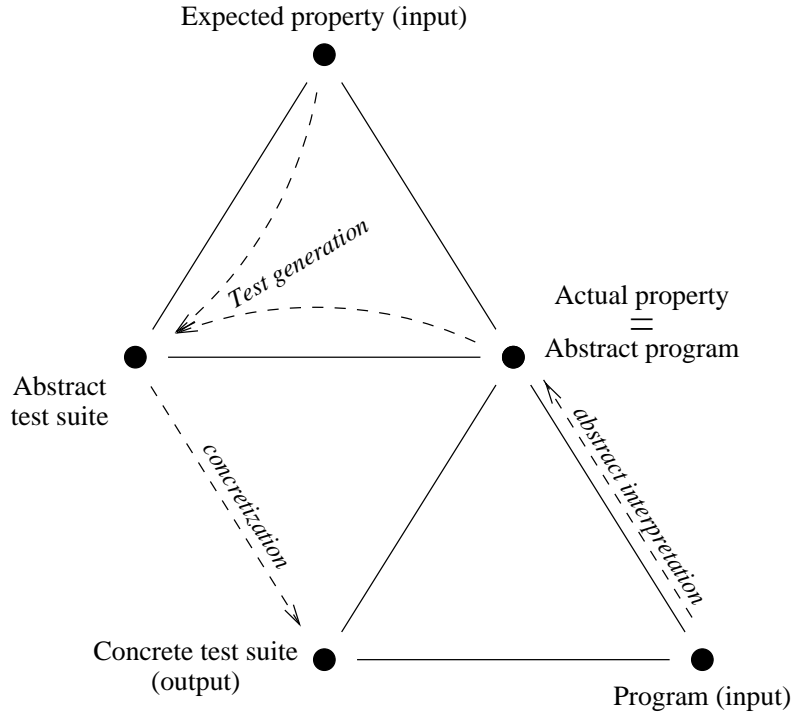 Expected property (input)
Test generation
Actual property
=
Abstract program
Abstract
test suite
concretization
abstract interpretation
Concrete test suite
(output)
Program (input)